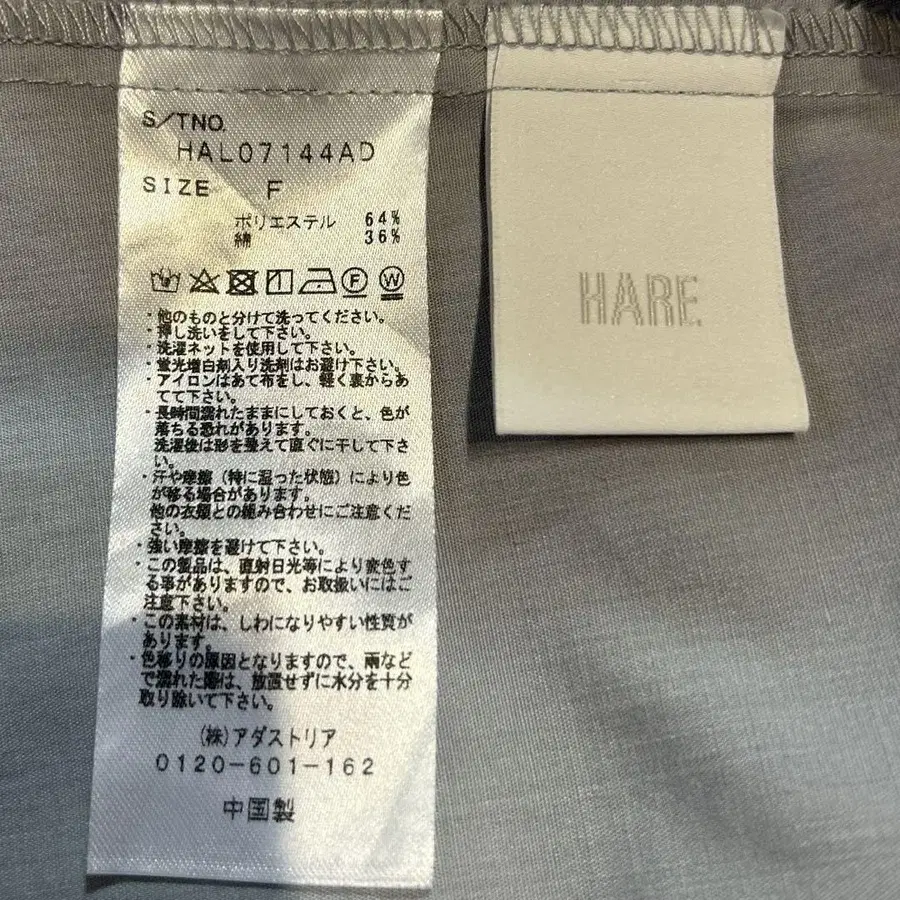 S/TNO.
HAL07144AD
SIZE F
ポリエステル 64%
綿 36%
F W
・他のものと分けて洗ってください。
・押し洗いをして下さい。
・洗濯ネットを使用して下さい。
・蛍光増白剤入り洗剤はお避け下さい。
・アイロンはあて布をし、軽く裏からあ
てて下さい。
・長時間濡れたままにしておくと、色が
落ちる恐れがあります。
洗濯後は形を整えて直ぐに干して下さ
い。
・汗や摩擦（特に湿った状態）により色
が移る場合があります。
他の衣類との組み合わせにご注意くだ
さい。
・強い摩擦を避けて下さい。
・この製品は、直射日光等により変色す
る事がありますので、お取扱いにはご
注意下さい。
・この素材は、しわになりやすい性質が
あります。
・色移りの原因となりますので、雨など
で濡れた際は、放置せずに水分を十分
取り除いて下さい。
(株)アダストリア
0120-601-162
中国製
HARE